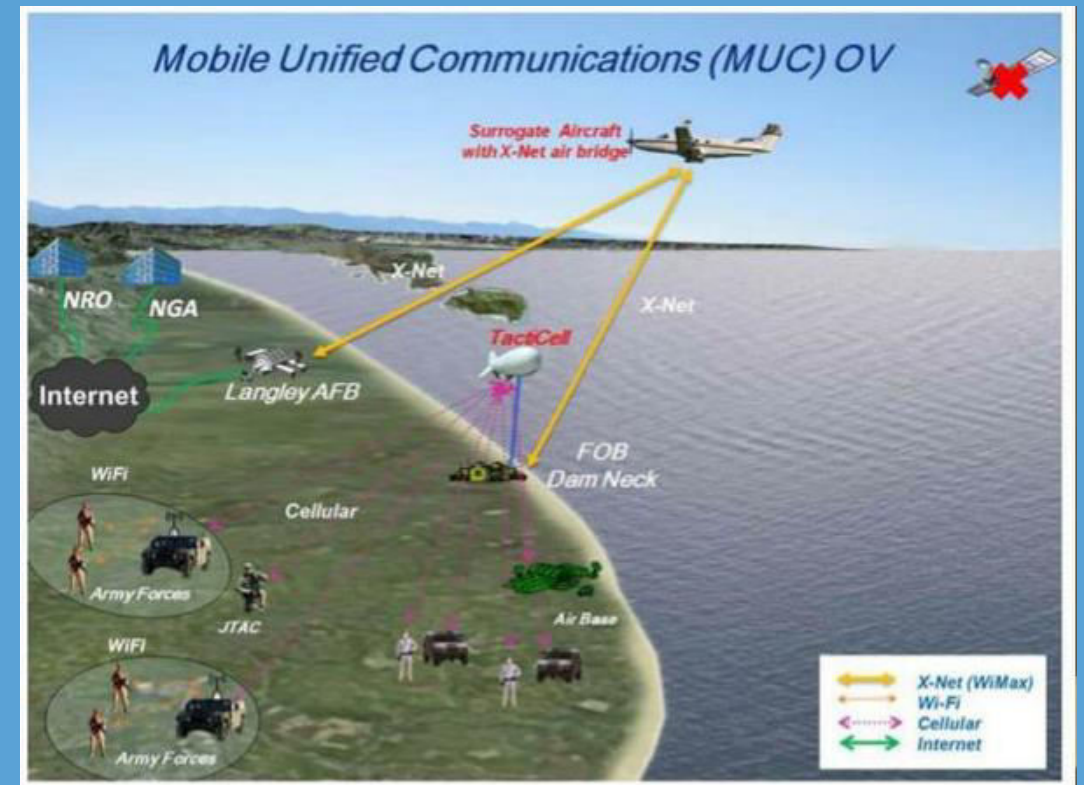 Mobile Unified Communications (MUC) OV
Surrogate Aircraft
with X-Net air bridge
X-Net
X-Net
NRO
NGA
TactiCell
Internet
Langley AFB
FOB
Dam Neck
WiFi
Cellular
Army Forces
JTAC
Air Base
WiFi
Army Forces
X-Net (WiMax)
Wi-Fi
Cellular
Internet